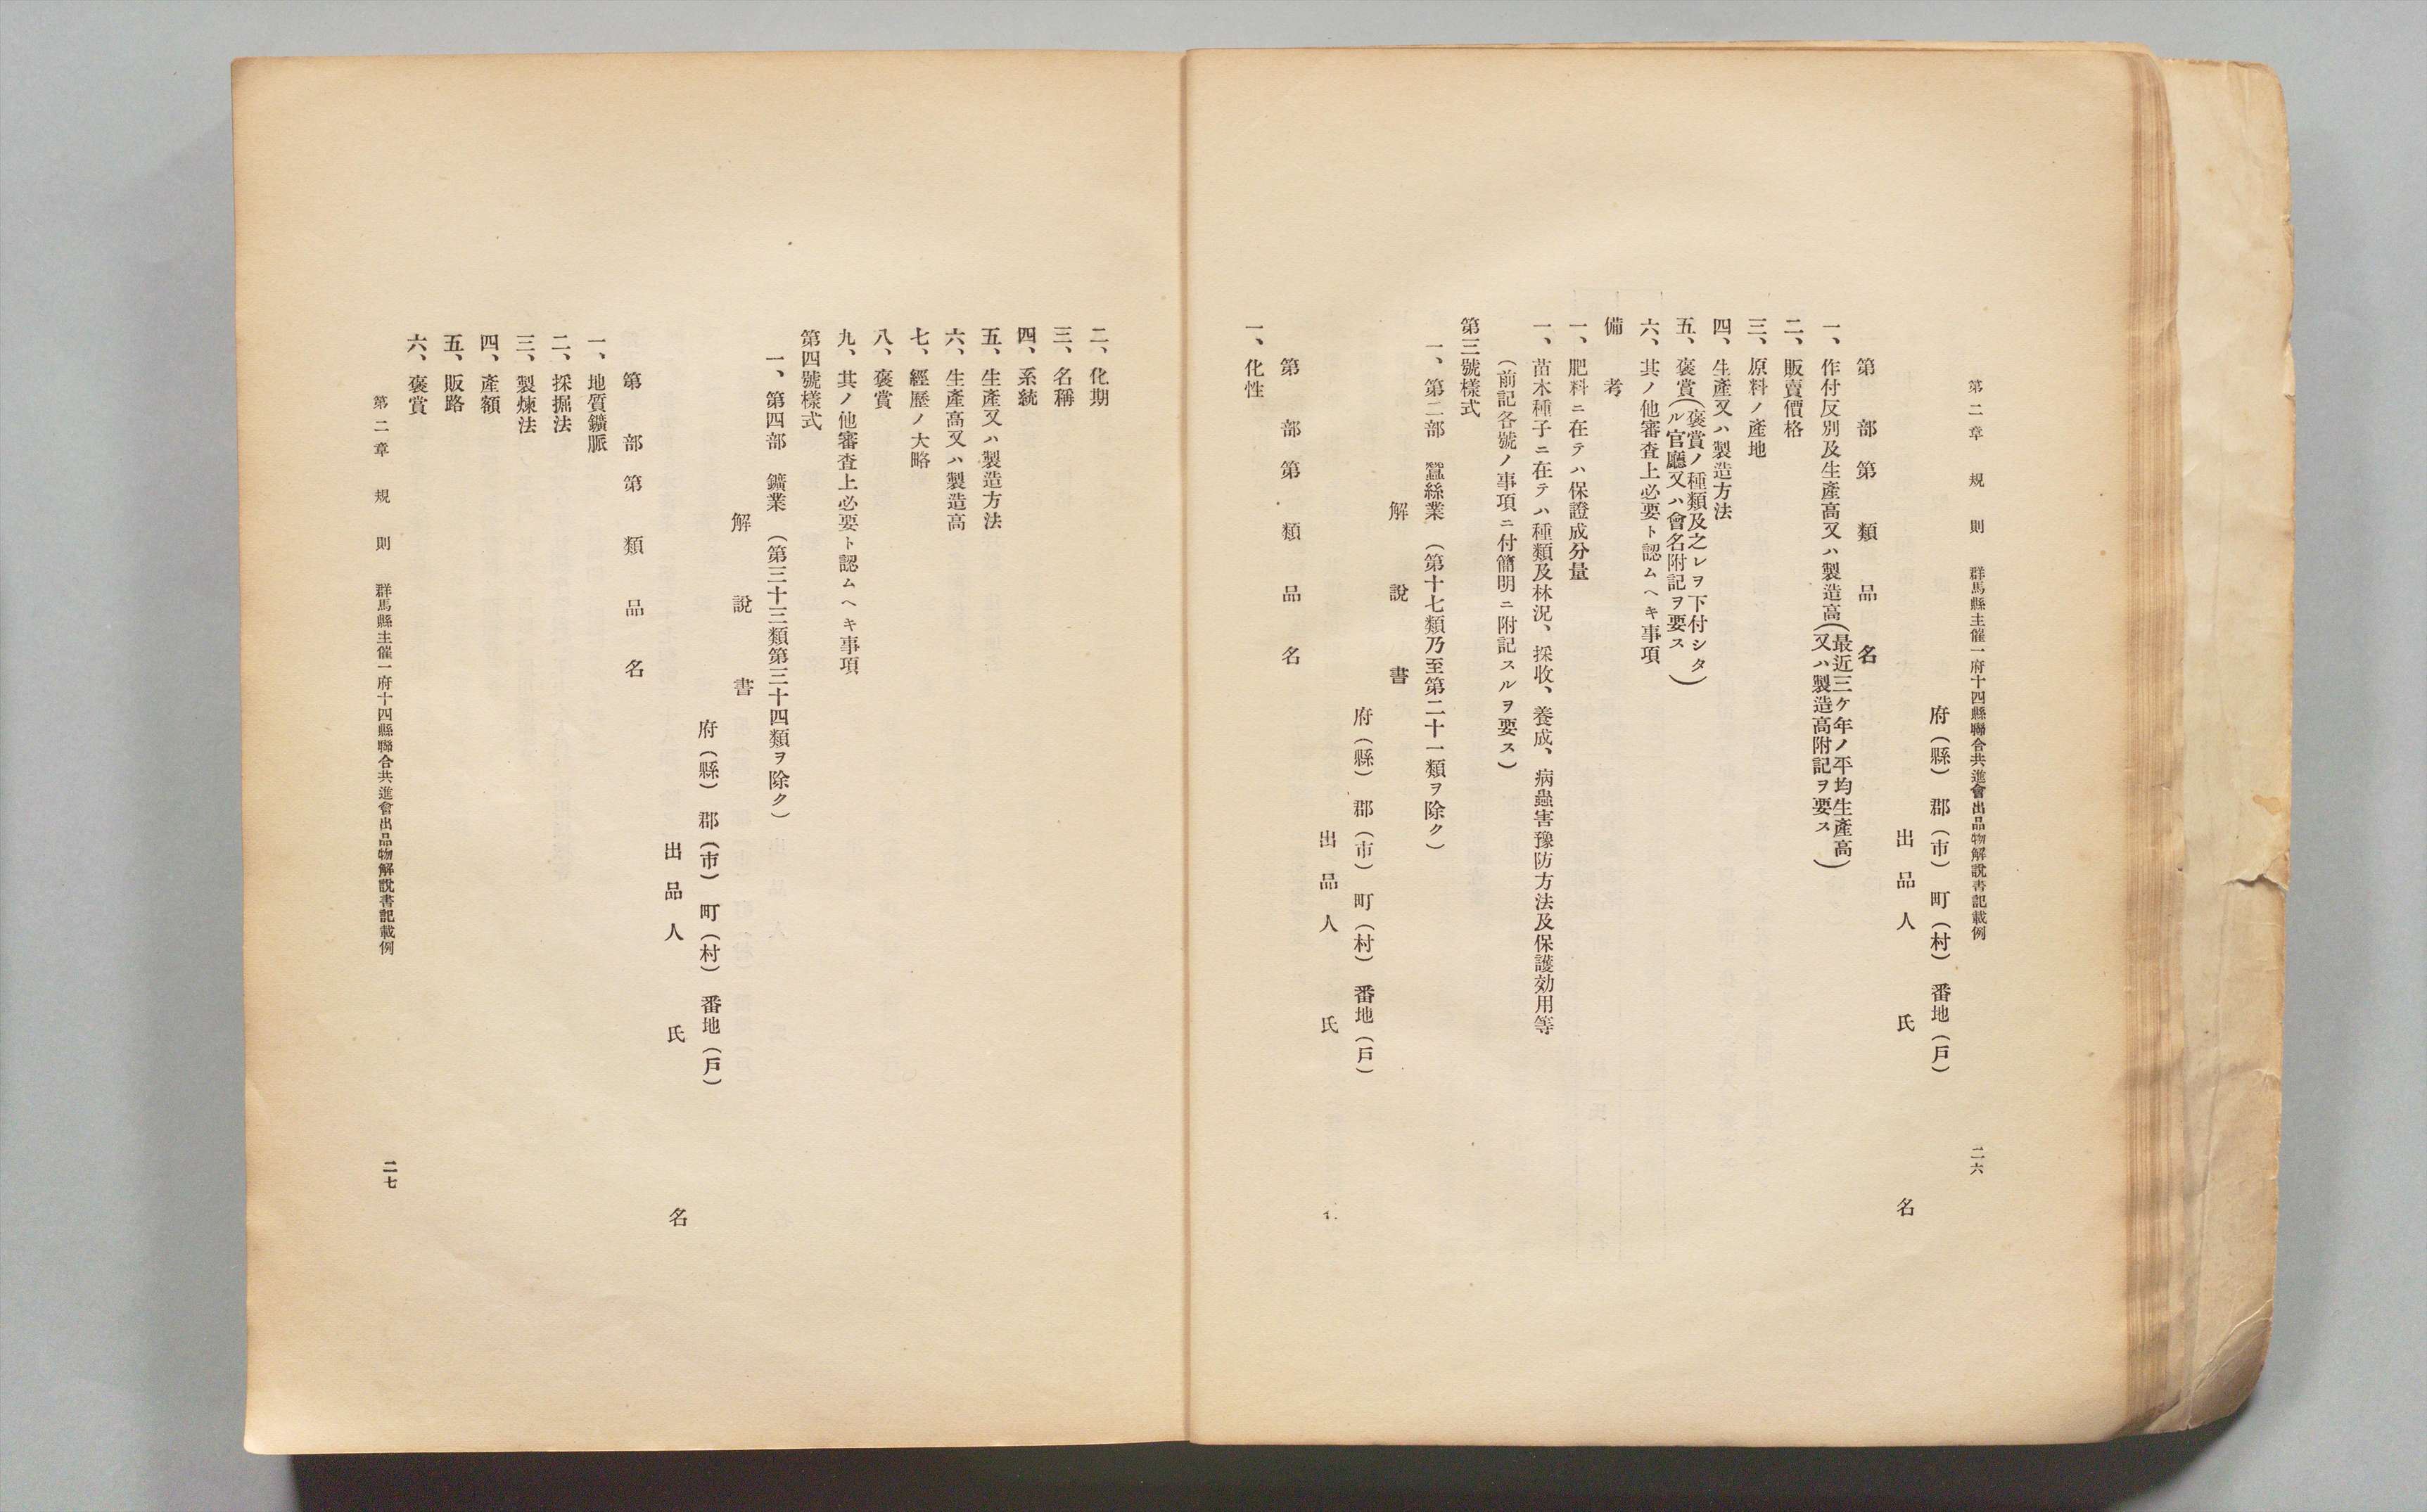 第二章　規　則　群馬縣主催一府十四縣聯合共進會出品物解說書記載例　二六
府（縣）　郡（市）　町（村）　番地（戶）
出品人　氏　名
第　部第　類　品　名
一、作付反別及生產高又ハ製造高（最近三ケ年ノ平均生產高
又ハ製造高附記ヲ要ス）
二、販賣價格
三、原料ノ產地
四、生產又ハ製造方法
五、褒賞（褒賞ノ種類及之レヲ下付シタ
ル官廳又ハ會名附記ヲ要ス）
六、其ノ他審査上必要ト認ムヘキ事項
備　考
一、肥料ニ在テハ保證成分量
一、苗木種子ニ在テハ種類及林況、採收、養成、病蟲害豫防方法及保護効用等
（前記各號ノ事項ニ付簡明ニ附記スルヲ要ス）
第三號樣式
一、第二部　蠶絲業　（第十七類乃至第二十一類ヲ除ク）
解　說　書
府（縣）　郡（市）　町（村）　番地（戶）
出品人　氏
第　部第　類　品　名
一、化性
二、化期
三、名稱
四、系統
五、生產又ハ製造方法
六、生產高又ハ製造高
七、經歷ノ大略
八、褒賞
九、其ノ他審査上必要ト認ムヘキ事項
第四號樣式
一、第四部　鑛業　（第三十三類第三十四類ヲ除ク）
解　說　書
府（縣）　郡（市）　町（村）　番地（戶）
出品人　氏　名
第　部第　類　品　名
一、地質鑛脈
二、採掘法
三、製煉法
四、產額
五、販路
六、褒賞
第二章　規　則　群馬縣主催一府十四縣聯合共進會出品物解說書記載例　二七